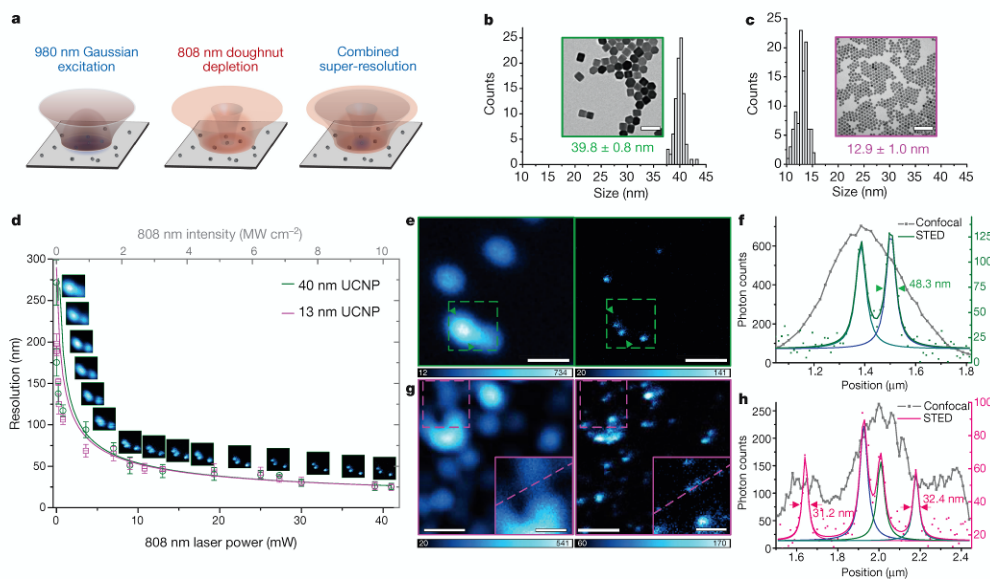 a
980 nm Gaussian
excitation
808 nm doughnut
depletion
Combined
super-resolution
b
Counts
25
20
15
10
5
0
39.8 ± 0.8 nm
10 15 20 25 30 35 40 45
Size (nm)
c
Counts
25
20
15
10
5
0
12.9 ± 1.0 nm
10 15 20 25 30 35 40 45
Size (nm)
d
808 nm intensity (MW cm⁻²)
0 2 4 6 8 10
Resolution (nm)
300
250
200
150
100
50
0
40 nm UCNP
13 nm UCNP
0 10 20 30 40
808 nm laser power (mW)
e
12 734
20 141
f
Photon counts
600
400
200
0
Confocal
STED
48.3 nm
125
100
75
50
25
0
1.2 1.4 1.6 1.8
Position (μm)
g
20 541
60 170
h
Photon counts
250
200
150
100
50
0
Confocal
STED
31.2 nm
32.4 nm
100
80
60
40
1.6 2.0 2.2 2.4
Position (μm)